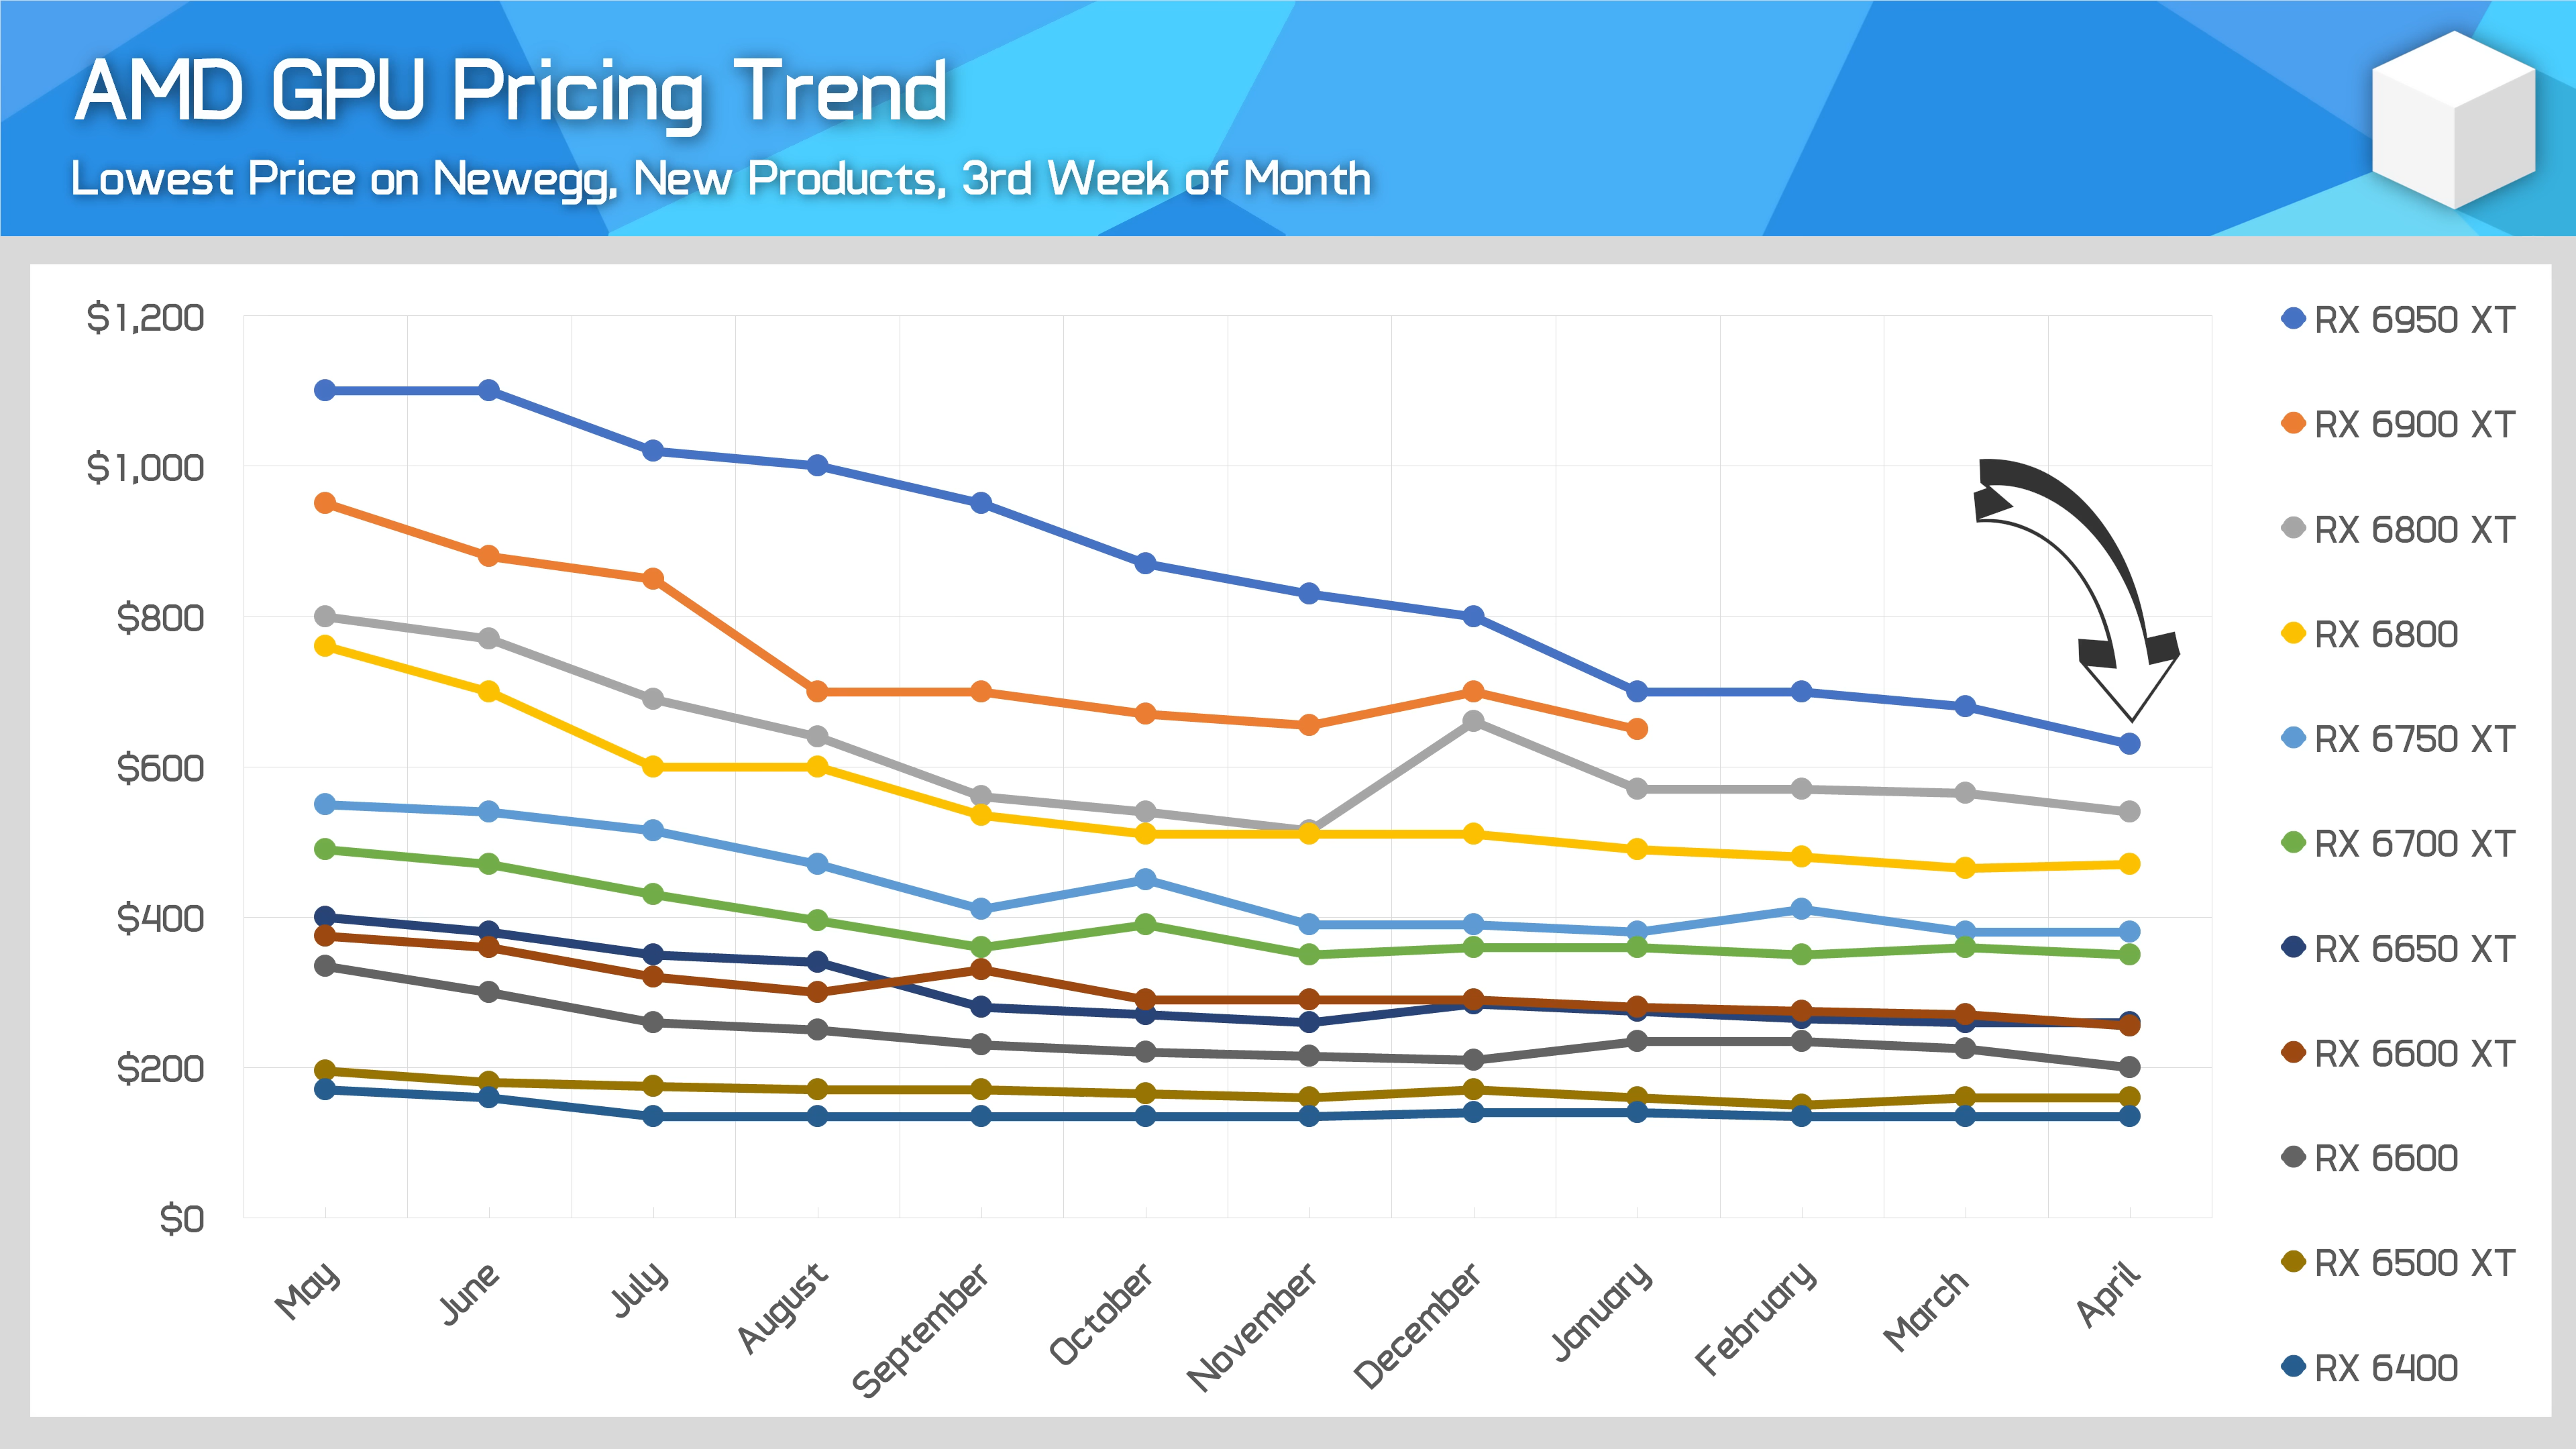 AMD GPU Pricing Trend
Lowest Price on Newegg, New Products, 3rd Week of Month
$1,200
$1,000
$800
$600
$400
$200
$0
May
June
July
August
September
October
November
December
January
February
March
April
RX 6950 XT
RX 6900 XT
RX 6800 XT
RX 6800
RX 6750 XT
RX 6700 XT
RX 6650 XT
RX 6600 XT
RX 6600
RX 6500 XT
RX 6400